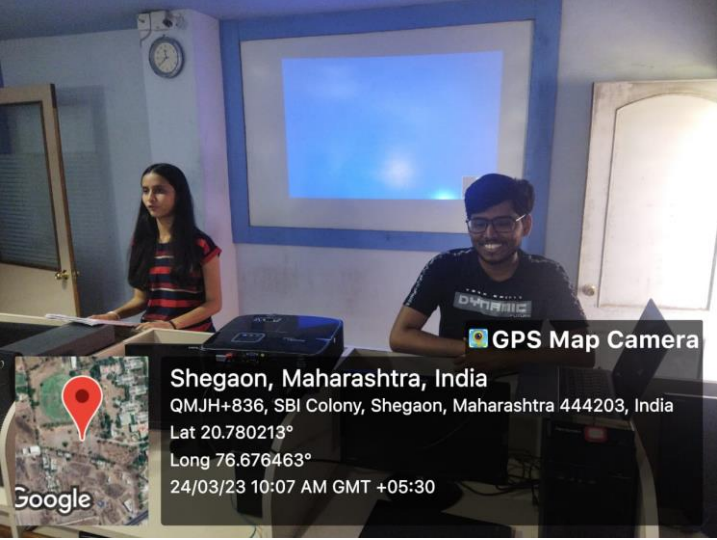 DYNAMIC
GPS Map Camera
Shegaon, Maharashtra, India
QMJH+836, SBI Colony, Shegaon, Maharashtra 444203, India
Lat 20.780213°
Long 76.676463°
24/03/23 10:07 AM GMT +05:30
Google